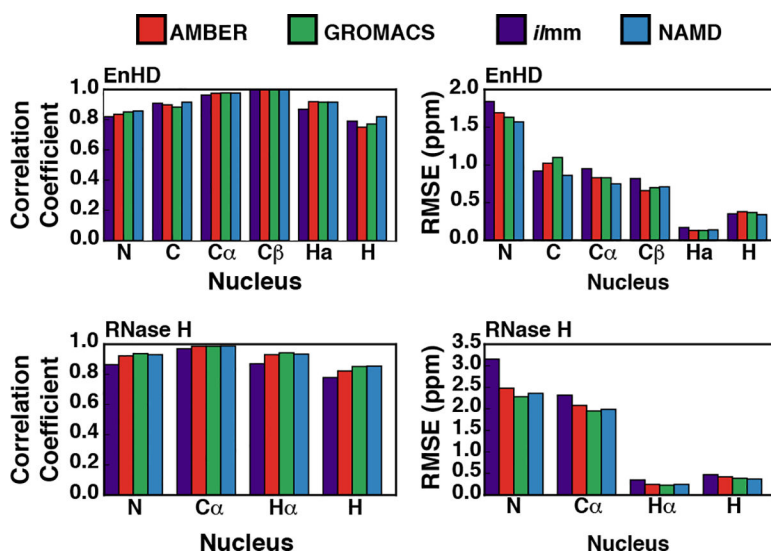 AMBER GROMACS ilmm NAMD
EnHD
Correlation
Coefficient
1.0
0.8
0.6
0.4
0.2
0.0
N C Cα Cβ Ha H
Nucleus
EnHD
RMSE (ppm)
2.0
1.5
1.0
0.5
0.0
N C Cα Cβ Ha H
Nucleus
RNase H
Correlation
Coefficient
1.0
0.8
0.6
0.4
0.2
0.0
N Cα Hα H
Nucleus
RNase H
RMSE (ppm)
3.5
3.0
2.5
2.0
1.5
1.0
0.5
0.0
N Cα Hα H
Nucleus